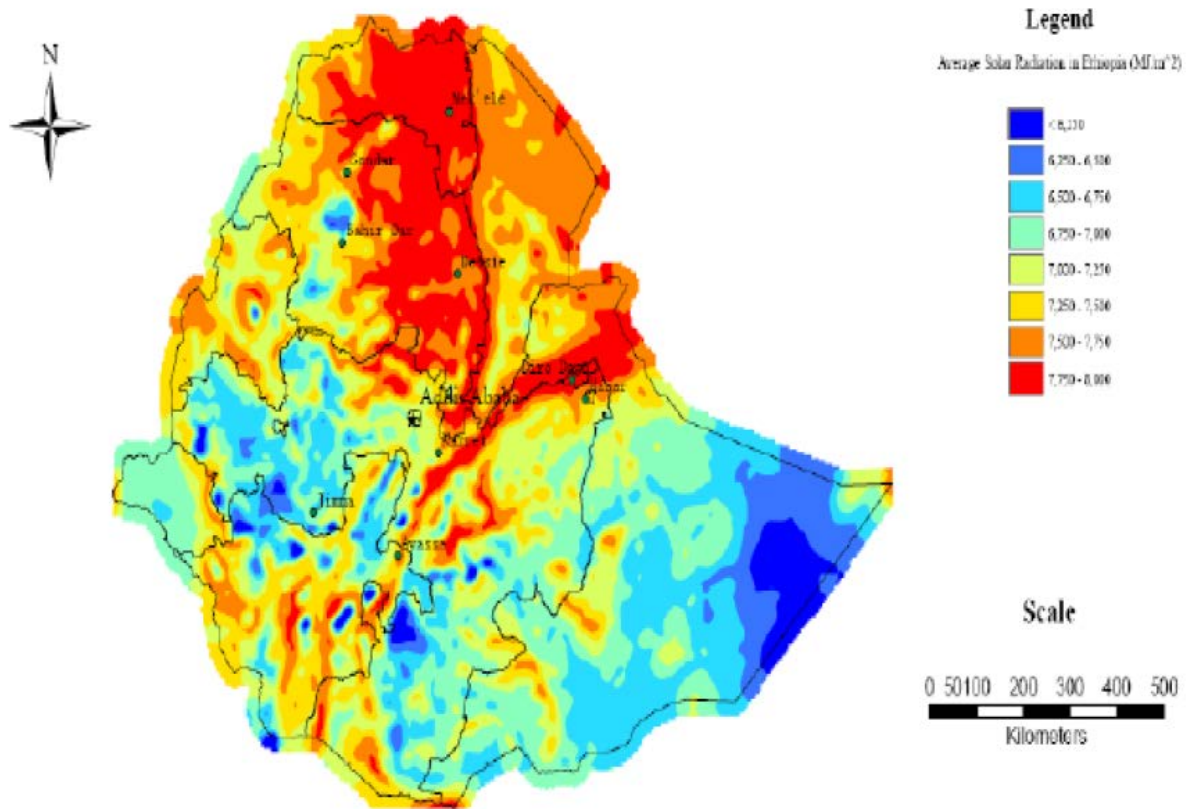 N
Legend
Average Solar Radiation in Ethiopia (MJ/m^2)
6,250 - 6,500
6,500 - 6,750
6,750 - 7,000
7,000 - 7,250
7,250 - 7,500
7,500 - 7,750
7,750 - 8,000
Mek'ele
Gondar
Bahir Dar
Dessie
Dire Dawa
Addis Ababa
Jimma
Awassa
Scale
0 50100 200 300 400 500
Kilometers